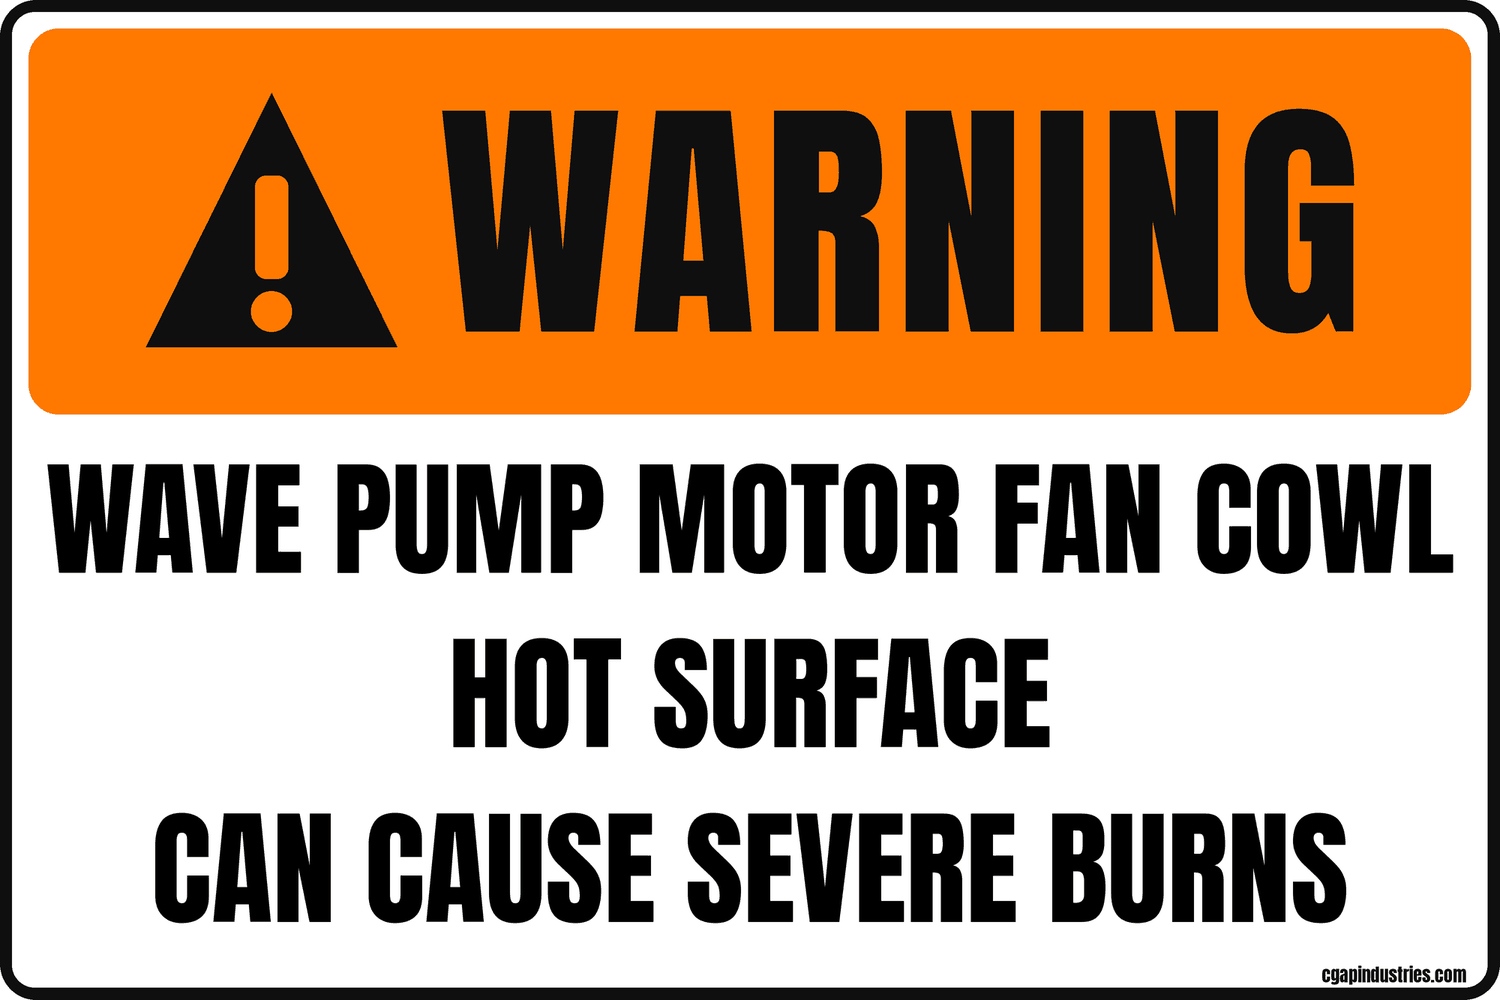 WARNING
WAVE PUMP MOTOR FAN COWL
HOT SURFACE
CAN CAUSE SEVERE BURNS
cgapindustries.com